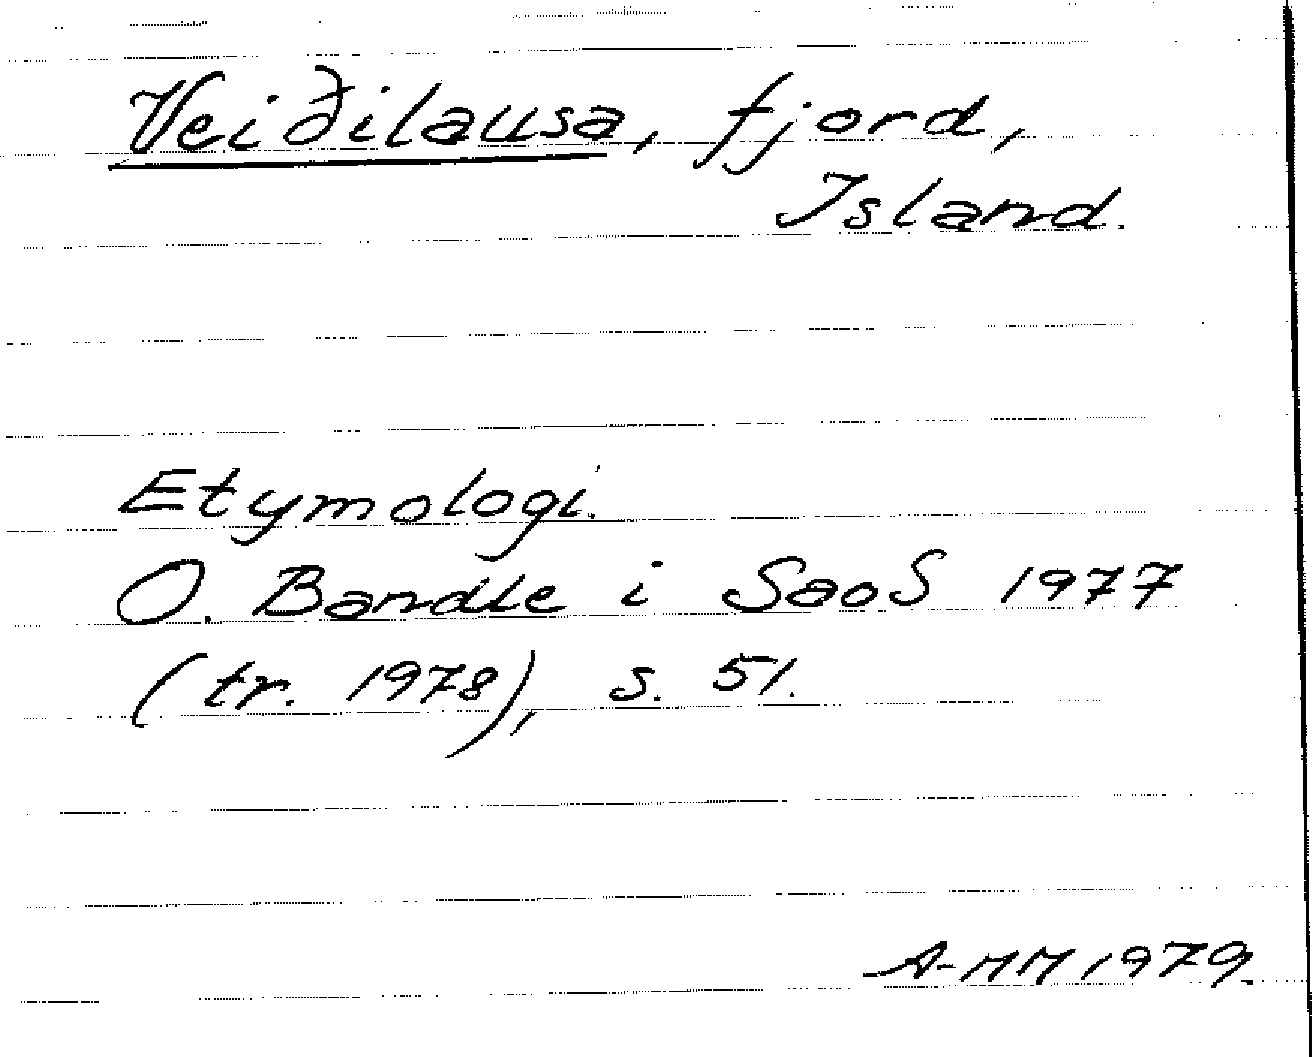 Veiðilausa, fjord,
Island.
Etymologi.
O. Bandle i SaoS 1977
(tr. 1978), s. 51.
A-MM 1979.